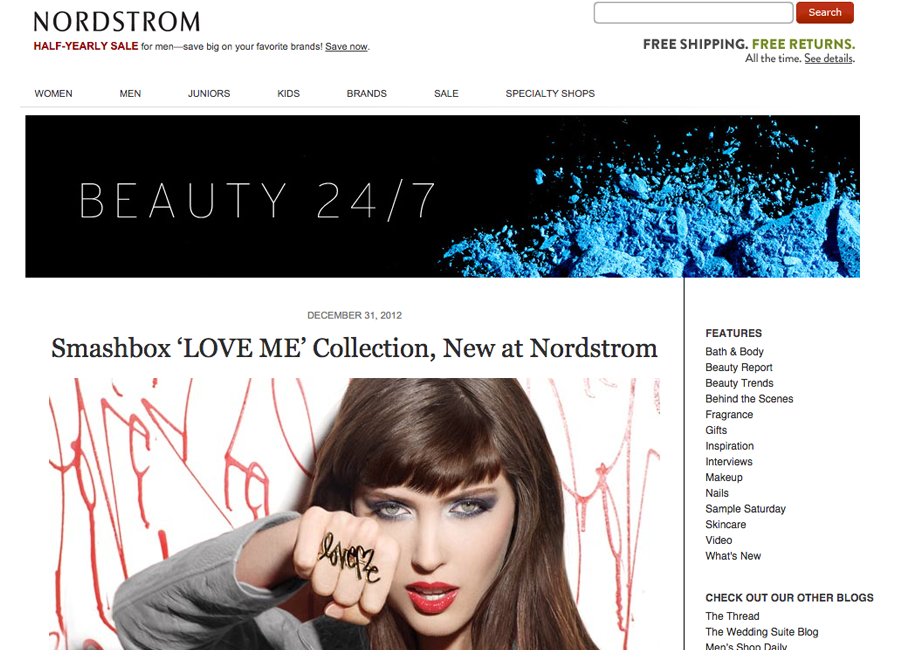 NORDSTROM
Search
HALF-YEARLY SALE for men—save big on your favorite brands! Save now.
FREE SHIPPING. FREE RETURNS.
All the time. See details.
WOMEN MEN JUNIORS KIDS BRANDS SALE SPECIALTY SHOPS
BEAUTY 24/7
DECEMBER 31, 2012
Smashbox ‘LOVE ME’ Collection, New at Nordstrom
loveMe
FEATURES
Bath & Body
Beauty Report
Beauty Trends
Behind the Scenes
Fragrance
Gifts
Inspiration
Interviews
Makeup
Nails
Sample Saturday
Skincare
Video
What's New
CHECK OUT OUR OTHER BLOGS
The Thread
The Wedding Suite Blog
Men's Shop Daily